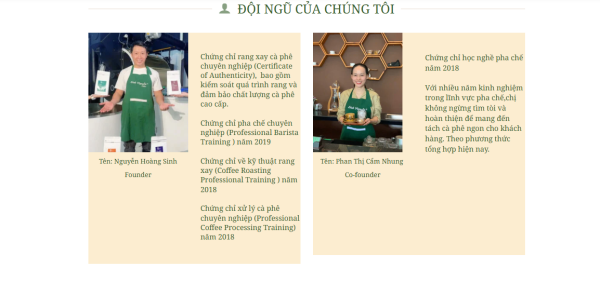 ĐỘI NGŨ CỦA CHÚNG TÔI
Chứng chỉ rang xay cà phê
chuyên nghiệp (Certificate
of Authenticity), bao gồm
kiểm soát quá trình rang và
đảm bảo chất lượng cà phê
cao cấp.
Chứng chỉ pha chế chuyên
nghiệp (Professional Barista
Training ) năm 2019
Chứng chỉ về kỹ thuật rang
xay (Coffee Roasting
Professional Training ) năm
2018
Chứng chỉ xử lý cà phê
chuyên nghiệp (Professional
Coffee Processing Training)
năm 2018
Tên: Nguyễn Hoàng Sinh
Founder
Chứng chỉ học nghề pha chế
năm 2018
Với nhiều năm kinh nghiệm
trong lĩnh vực pha chế,chị
không ngừng tìm tòi và
hoàn thiện để mang đến
tách cà phê ngon cho khách
hàng. Theo phương thức
tổng hợp hiện nay.
Tên: Phan Thị Cẩm Nhung
Co-founder